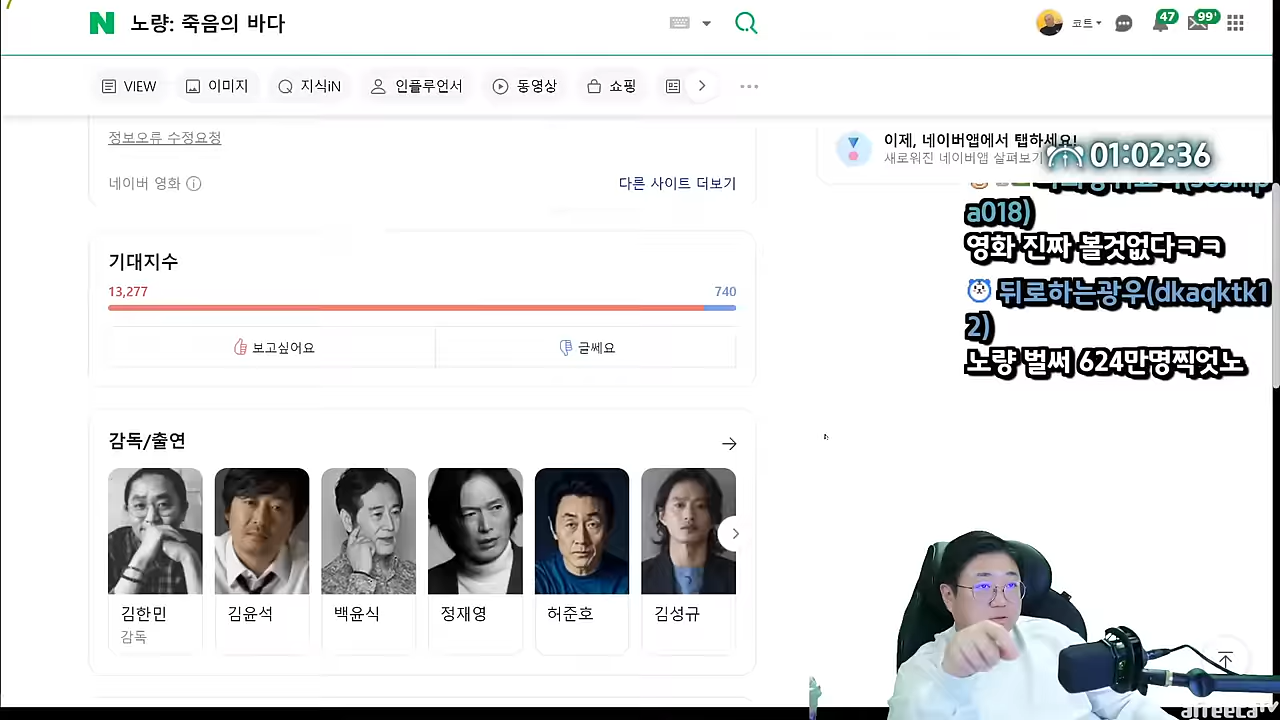 N 노량: 죽음의 바다
코트
47
99+
VIEW
이미지
지식iN
인플루언서
동영상
쇼핑
정보오류 수정요청
네이버 영화
다른 사이트 더보기
이제, 네이버앱에서 탭하세요!
새로워진 네이버앱 살펴보기
01:02:36
a018)
영화 진짜 볼것없다ㅋㅋ
뒤로하는광우(dkaqktk1
2)
노량 벌써 624만명찍엇노
기대지수
13,277
740
보고싶어요
글쎄요
감독/출연
김한민
감독
김윤석
백윤식
정재영
허준호
김성규
afreecaTV